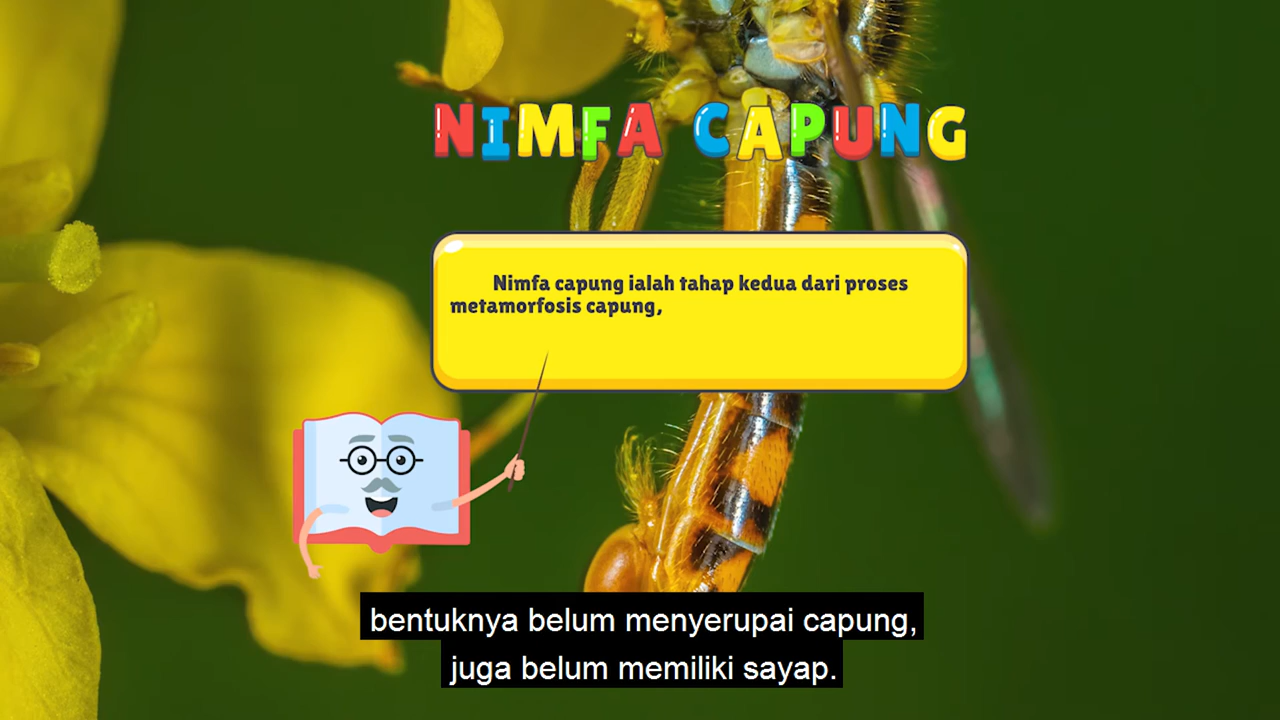 NIMFA CAPUNG
Nimfa capung ialah tahap kedua dari proses
metamorfosis capung,
bentuknya belum menyerupai capung,
juga belum memiliki sayap.